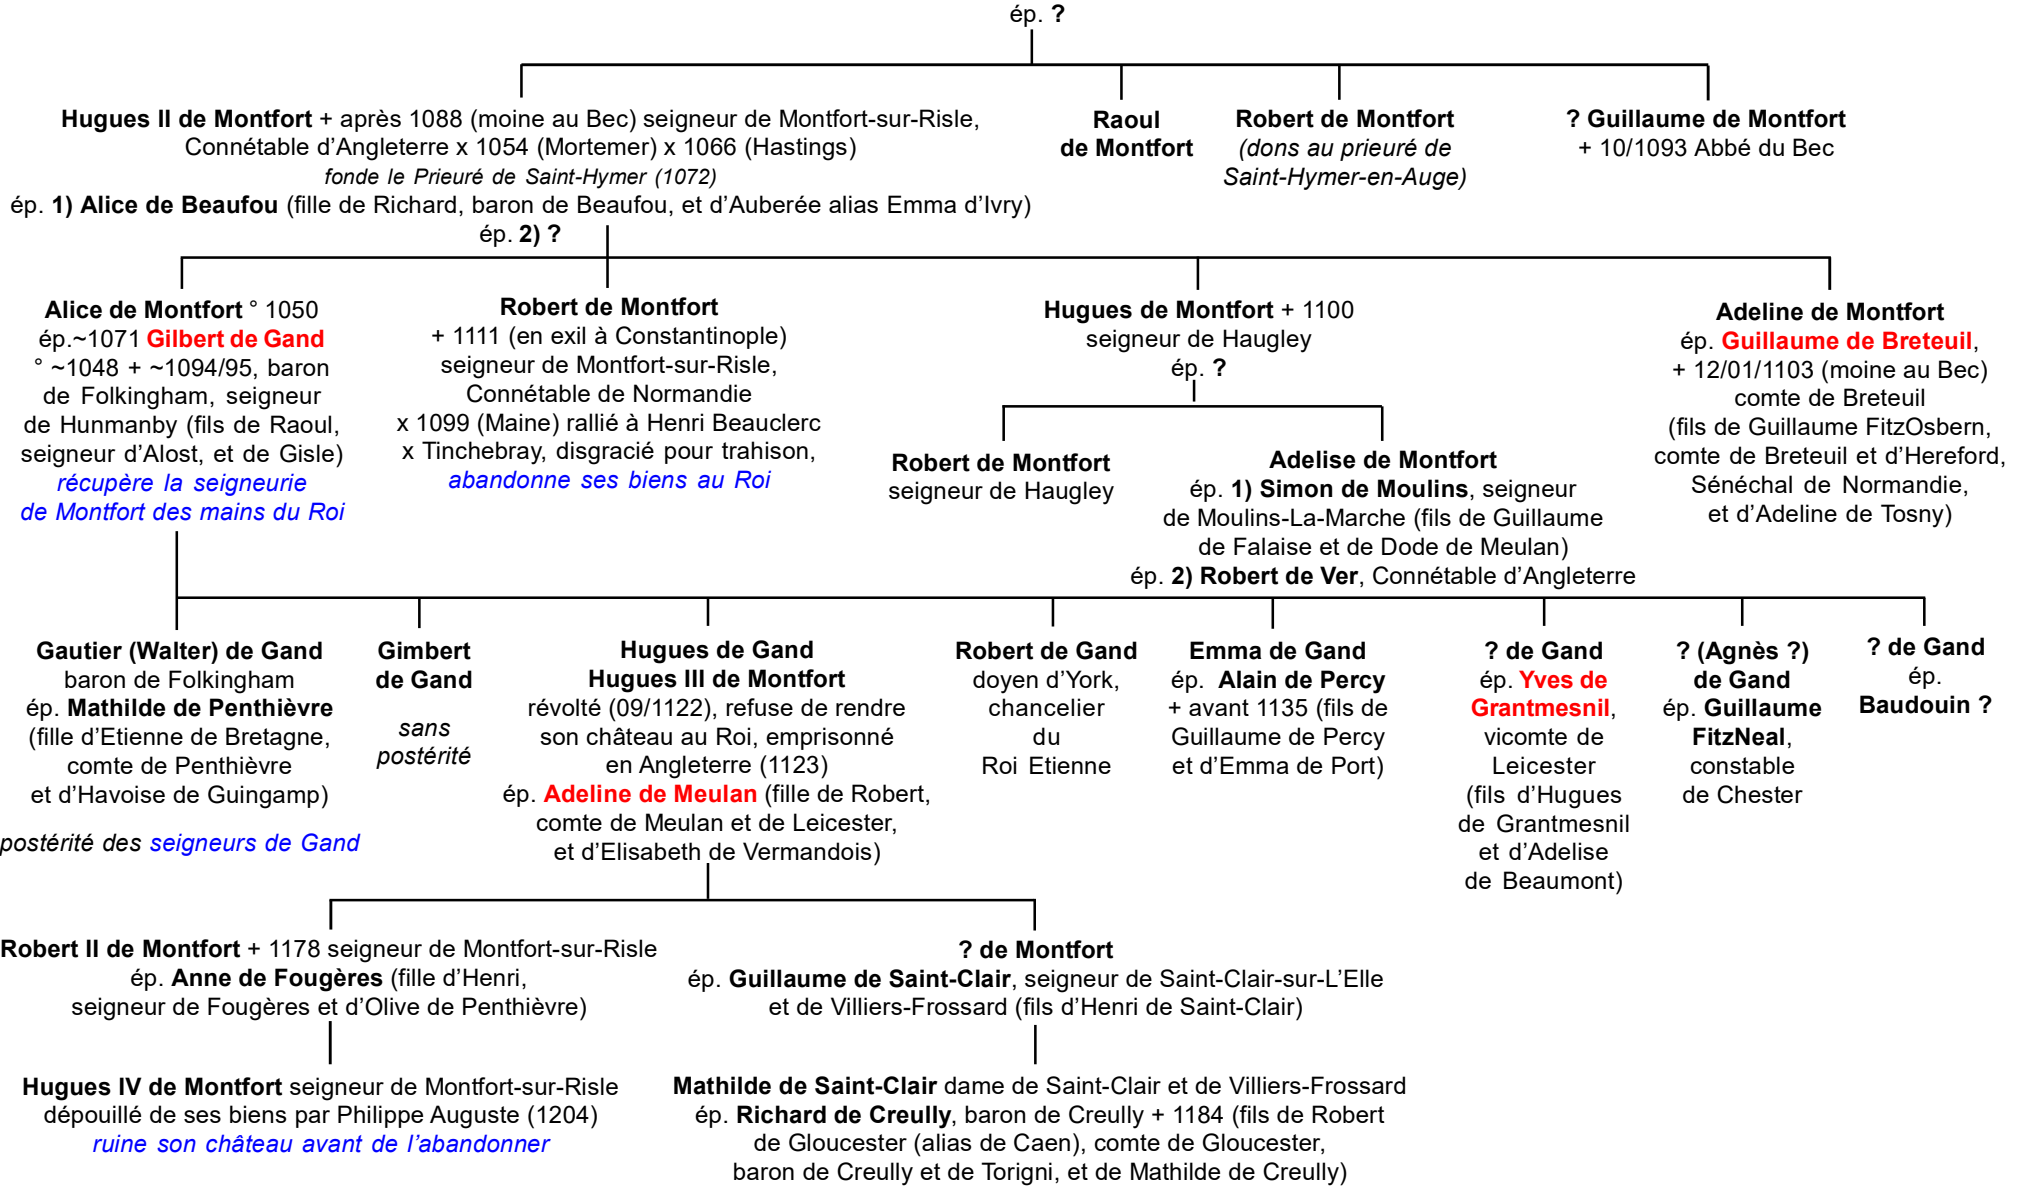 ép. ?
Hugues II de Montfort + après 1088 (moine au Bec) seigneur de Montfort-sur-Risle,
Connétable d’Angleterre x 1054 (Mortemer) x 1066 (Hastings)
fonde le Prieuré de Saint-Hymer (1072)
ép. 1) Alice de Beaufou (fille de Richard, baron de Beaufou, et d’Auberée alias Emma d’Ivry)
ép. 2) ?
Raoul
de Montfort
Robert de Montfort
(dons au prieuré de
Saint-Hymer-en-Auge)
? Guillaume de Montfort
+ 10/1093 Abbé du Bec
Alice de Montfort ° 1050
ép.~1071 Gilbert de Gand
° ~1048 + ~1094/95, baron
de Folkingham, seigneur
de Hunmanby (fils de Raoul,
seigneur d’Alost, et de Gisle)
récupère la seigneurie
de Montfort des mains du Roi
Robert de Montfort
+ 1111 (en exil à Constantinople)
seigneur de Montfort-sur-Risle,
Connétable de Normandie
x 1099 (Maine) rallié à Henri Beauclerc
x Tinchebray, disgracié pour trahison,
abandonne ses biens au Roi
Hugues de Montfort + 1100
seigneur de Haugley
ép. ?
Adeline de Montfort
ép. Guillaume de Breteuil,
+ 12/01/1103 (moine au Bec)
comte de Breteuil
(fils de Guillaume FitzOsbern,
comte de Breteuil et d’Hereford,
Sénéchal de Normandie,
et d’Adeline de Tosny)
Robert de Montfort
seigneur de Haugley
Adelise de Montfort
ép. 1) Simon de Moulins, seigneur
de Moulins-La-Marche (fils de Guillaume
de Falaise et de Dode de Meulan)
ép. 2) Robert de Ver, Connétable d’Angleterre
Gautier (Walter) de Gand
baron de Folkingham
ép. Mathilde de Penthièvre
(fille d’Etienne de Bretagne,
comte de Penthièvre
et d’Havoise de Guingamp)
postérité des seigneurs de Gand
Gimbert
de Gand
sans
postérité
Hugues de Gand
Hugues III de Montfort
révolté (09/1122), refuse de rendre
son château au Roi, emprisonné
en Angleterre (1123)
ép. Adeline de Meulan (fille de Robert,
comte de Meulan et de Leicester,
et d’Elisabeth de Vermandois)
Robert de Gand
doyen d’York,
chancelier
du
Roi Etienne
Emma de Gand
ép. Alain de Percy
+ avant 1135 (fils de
Guillaume de Percy
et d’Emma de Port)
? de Gand
ép. Yves de
Grantmesnil,
vicomte de
Leicester
(fils d’Hugues
de Grantmesnil
et d’Adelise
de Beaumont)
? (Agnès ?)
de Gand
ép. Guillaume
FitzNeal,
constable
de Chester
? de Gand
ép.
Baudouin ?
Robert II de Montfort + 1178 seigneur de Montfort-sur-Risle
ép. Anne de Fougères (fille d’Henri,
seigneur de Fougères et d’Olive de Penthièvre)
? de Montfort
ép. Guillaume de Saint-Clair, seigneur de Saint-Clair-sur-L’Elle
et de Villiers-Frossard (fils d’Henri de Saint-Clair)
Hugues IV de Montfort seigneur de Montfort-sur-Risle
dépouillé de ses biens par Philippe Auguste (1204)
ruine son château avant de l’abandonner
Mathilde de Saint-Clair dame de Saint-Clair et de Villiers-Frossard
ép. Richard de Creully, baron de Creully + 1184 (fils de Robert
de Gloucester (alias de Caen), comte de Gloucester,
baron de Creully et de Torigni, et de Mathilde de Creully)